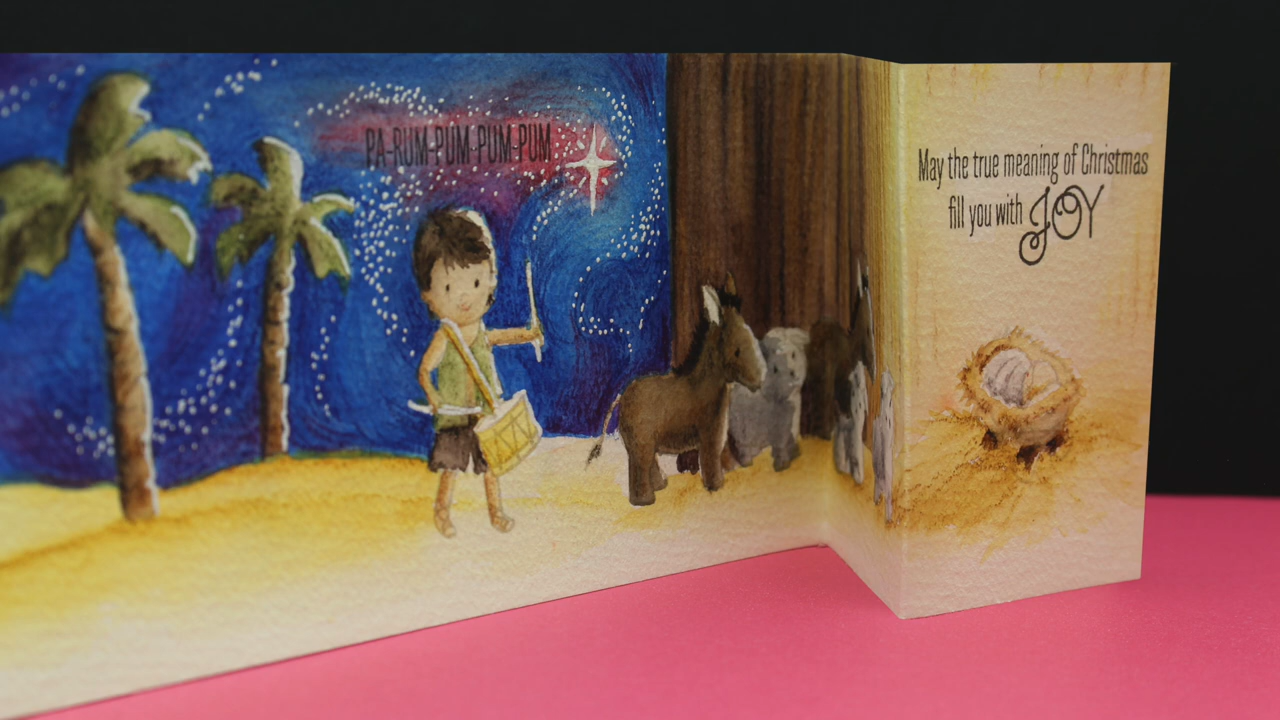 PA-RUM-PUM-PUM-PUM
May the true meaning of Christmas
fill you with JOY